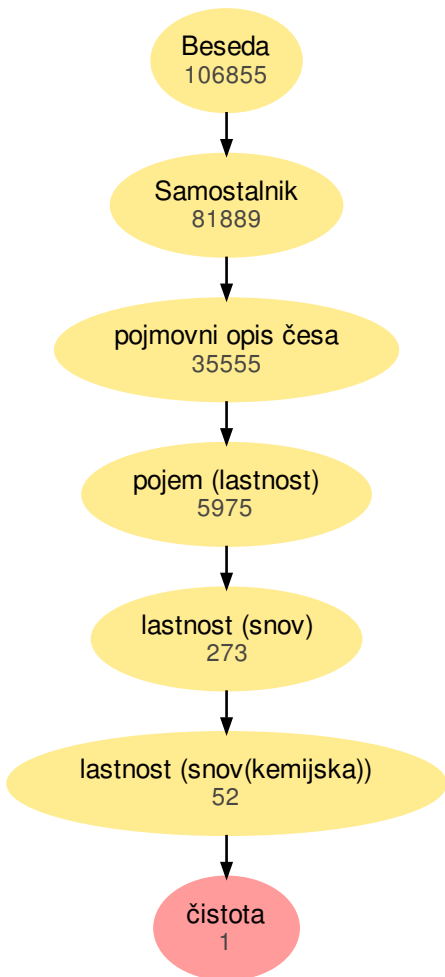 Beseda
106855
Samostalnik
81889
pojmovni opis česa
35555
pojem (lastnost)
5975
lastnost (snov)
273
lastnost (snov(kemijska))
52
čistota
1